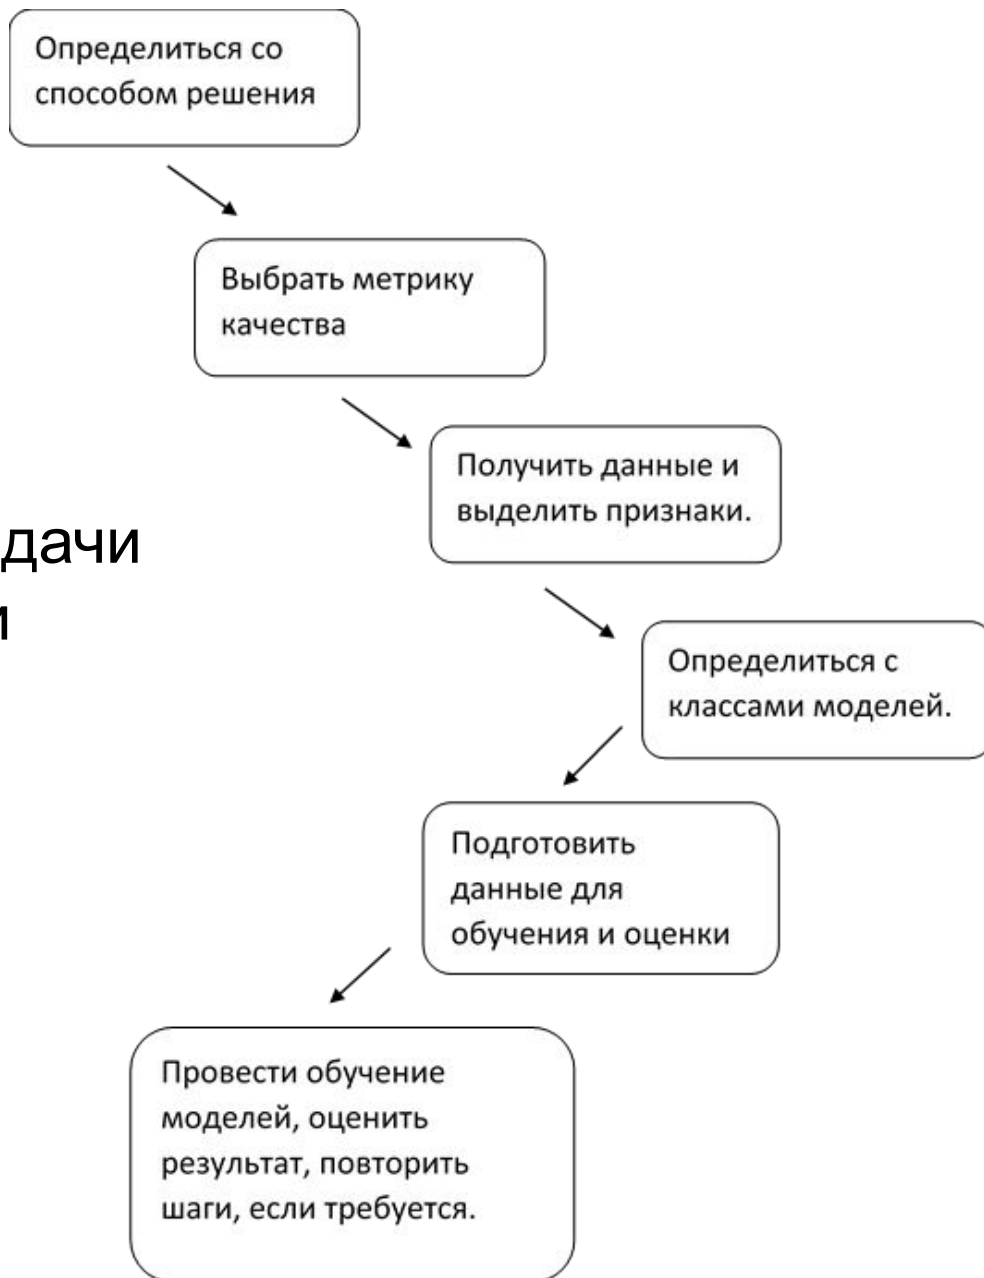 Определиться со
способом решения
Выбрать метрику
качества
Получить данные и
выделить признаки.
дачи
и
Определиться с
классами моделей.
Подготовить
данные для
обучения и оценки
Провести обучение
моделей, оценить
результат, повторить
шаги, если требуется.